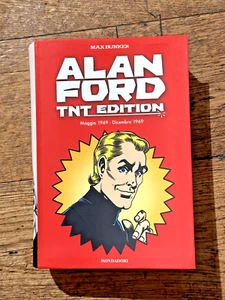 MAX BUNKER
ALAN
FORD
TNT EDITION
Maggio 1969 - Dicembre 1969
MONDADORI